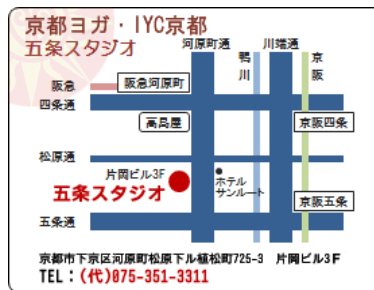 京都ヨガ・IYC京都
五条スタジオ
河原町通
川端通
鴨川
京阪
阪急
阪急河原町
四条通
高島屋
京阪四条
松原通
片岡ビル3F
五条スタジオ
ホテル
サンルート
京阪五条
五条通
京都市下京区河原町松原下ル植松町725-3 片岡ビル3F
TEL：(代)075-351-3311